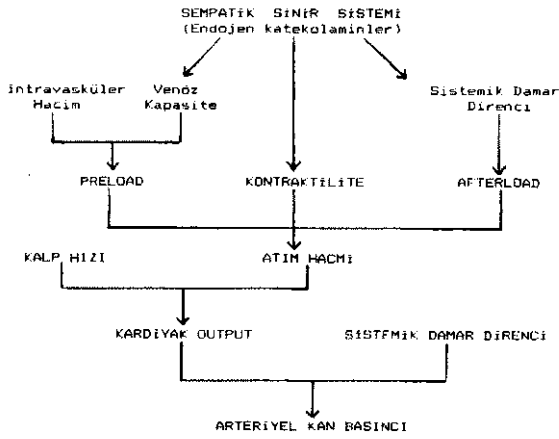 SEMPATİK SİNİR SİSTEMİ
(Endojen katekolaminler)
İntravasküler Hacim
Venöz Kapasite
Sistemik Damar Direnci
PRELOAD
KONTRAKTİLİTE
AFTERLOAD
KALP HIZI
ATIM HACMİ
KARDİYAK OUTPUT
SİSTEMİK DAMAR DİRENCİ
ARTERİYEL KAN BASINCI